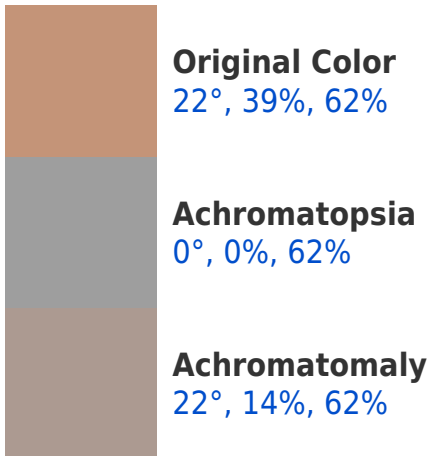 Original Color
22°, 39%, 62%
Achromatopsia
0°, 0%, 62%
Achromatomaly
22°, 14%, 62%